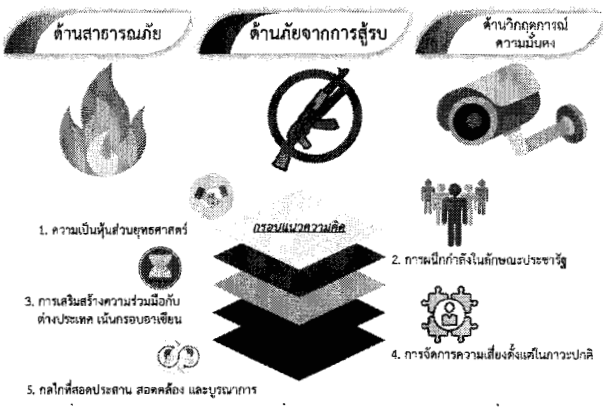 ด้านสาธารณภัย
ด้านภัยจากการสู้รบ
ด้านวิกฤตการณ์
ความมั่นคง
1. ความเป็นหุ้นส่วนยุทธศาสตร์
กรอบแนวความคิด
2. การผนึกกำลังในลักษณะประชารัฐ
3. การเสริมสร้างความร่วมมือกับ
ต่างประเทศ เน้นกรอบอาเซียน
4. การจัดการความเสี่ยงตั้งแต่ในภาวะปกติ
5. กลไกที่สอดประสาน สอดคล้อง และบูรณาการ